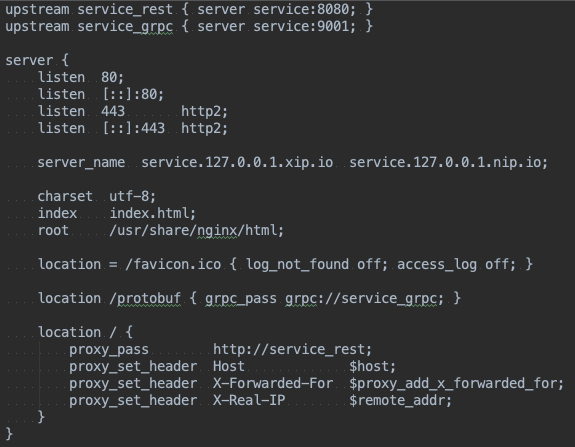 upstream service_rest { server service:8080; }
upstream service_grpc { server service:9001; }
server {
listen  80;
listen  [::]:80;
listen  443       http2;
listen  [::]:443  http2;
server_name  service.127.0.0.1.xip.io  service.127.0.0.1.nip.io;
charset  utf-8;
index    index.html;
root     /usr/share/nginx/html;
location = /favicon.ico { log_not_found off; access_log off; }
location /protobuf { grpc_pass grpc://service_grpc; }
location / {
proxy_pass        http://service_rest;
proxy_set_header  Host             $host;
proxy_set_header  X-Forwarded-For  $proxy_add_x_forwarded_for;
proxy_set_header  X-Real-IP        $remote_addr;
}
}